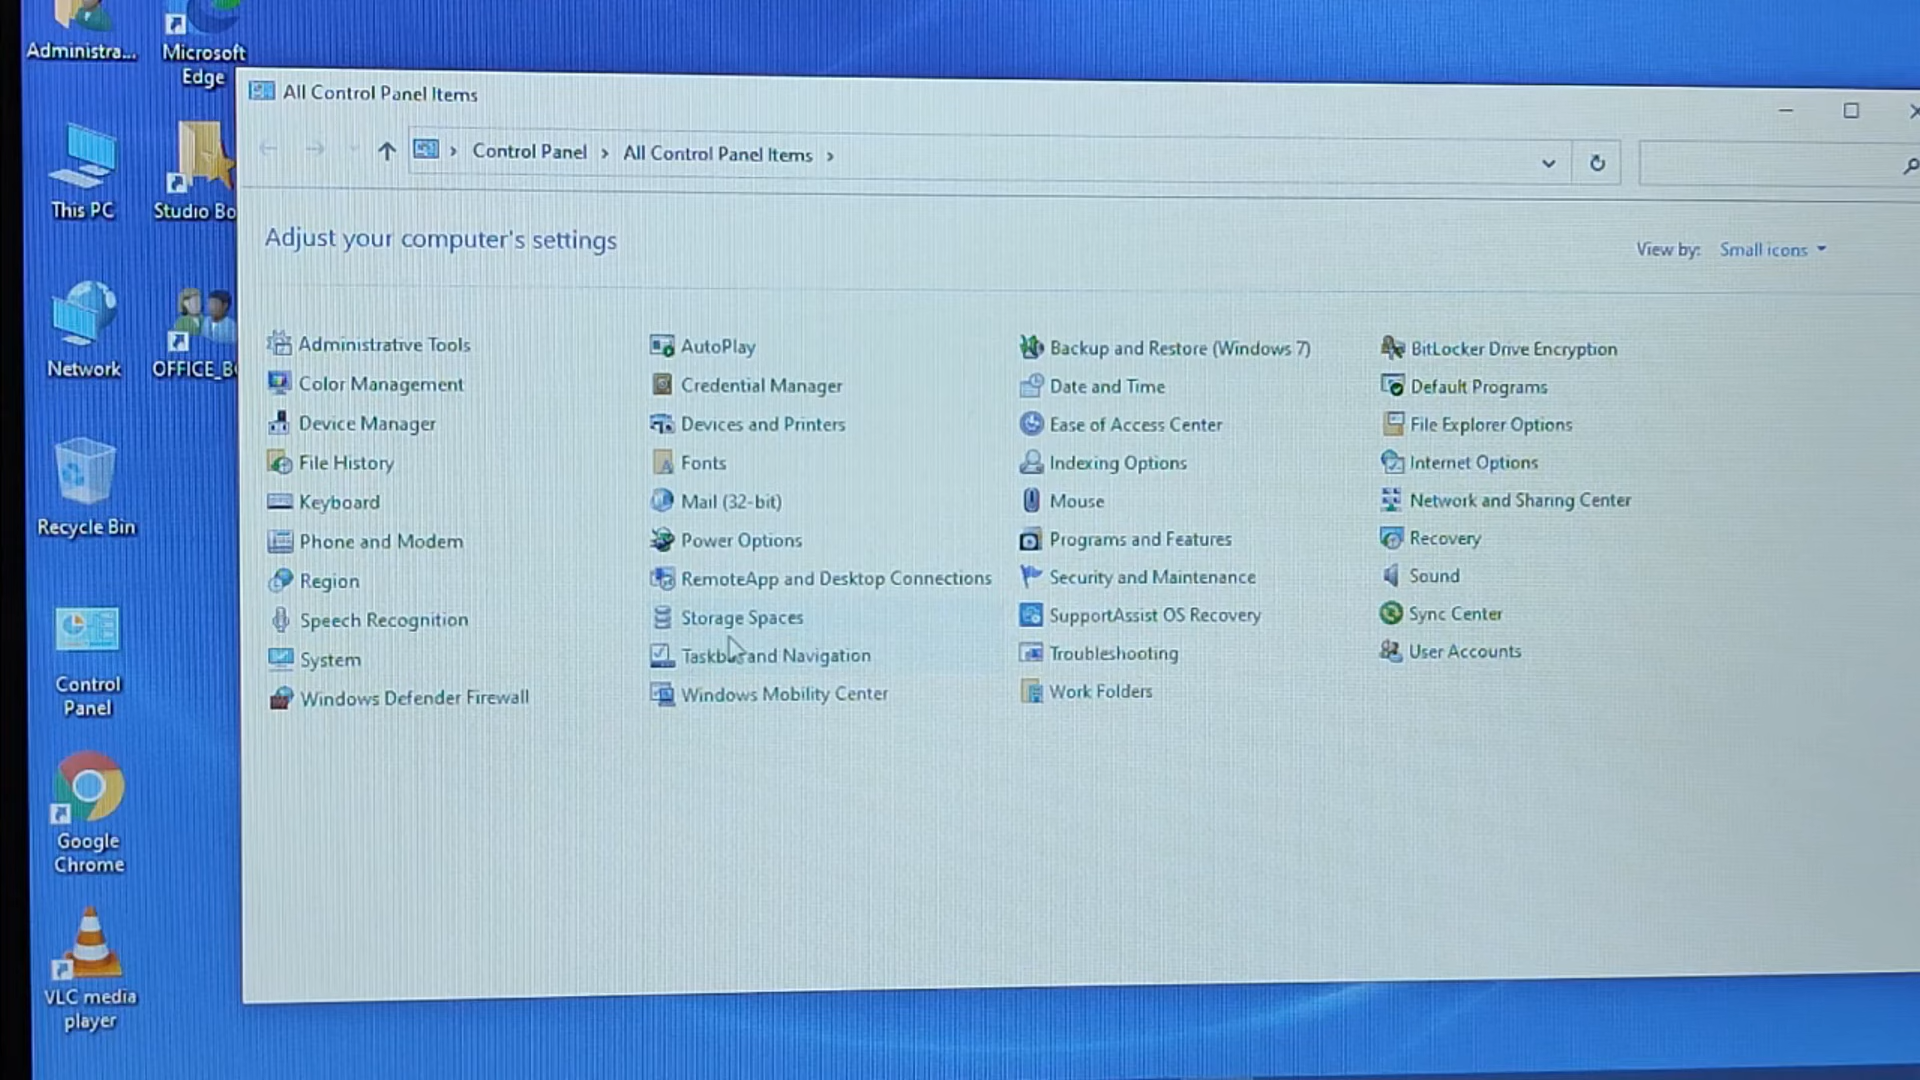 Administra...
Microsoft
Edge
This PC
Studio Bo
Network
OFFICE_B
Recycle Bin
Control
Panel
Google
Chrome
VLC media
player
All Control Panel Items
Control Panel
All Control Panel Items
Adjust your computer's settings
View by: Small icons
Administrative Tools
AutoPlay
Backup and Restore (Windows 7)
BitLocker Drive Encryption
Color Management
Credential Manager
Date and Time
Default Programs
Device Manager
Devices and Printers
Ease of Access Center
File Explorer Options
File History
Fonts
Indexing Options
Internet Options
Keyboard
Mail (32-bit)
Mouse
Network and Sharing Center
Phone and Modem
Power Options
Programs and Features
Recovery
Region
RemoteApp and Desktop Connections
Security and Maintenance
Sound
Speech Recognition
Storage Spaces
SupportAssist OS Recovery
Sync Center
System
Taskbar and Navigation
Troubleshooting
User Accounts
Windows Defender Firewall
Windows Mobility Center
Work Folders